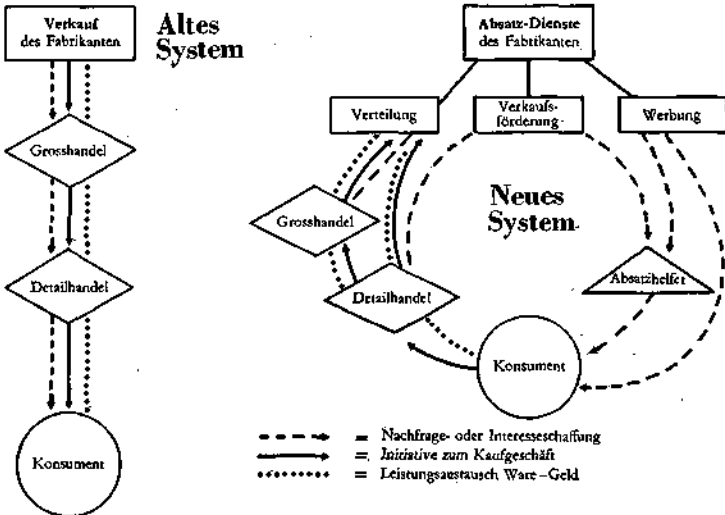 Verkauf
des Fabrikanten
Altes
System
Grosshandel
Detailhandel
Konsument
Absatz-Dienste
des Fabrikanten
Verteilung
Verkaufs-
förderung
Werbung
Neues
System
Grosshandel
Detailhandel
Absatzhelfer
Konsument
= Nachfrage- oder Interesseschaffung
= Initiative zum Kaufgeschäft
= Leistungsaustausch Ware-Geld